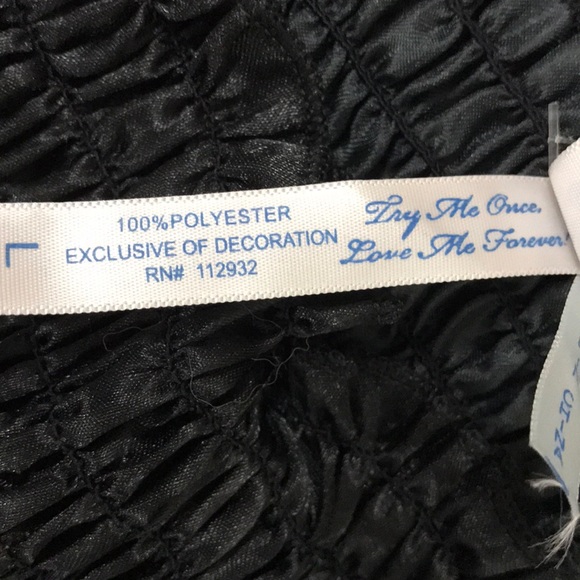 100%POLYESTER
EXCLUSIVE OF DECORATION
RN# 112932
Try Me Once,
Love Me Forever!